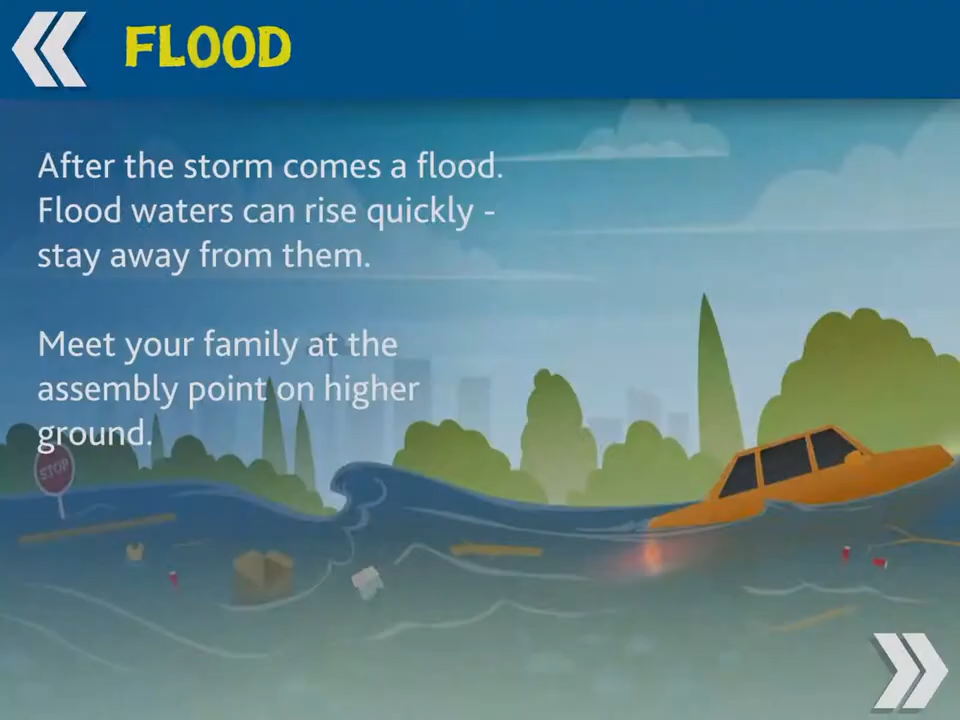 FLOOD
After the storm comes a flood.
Flood waters can rise quickly -
stay away from them.
Meet your family at the
assembly point on higher
ground.
STOP